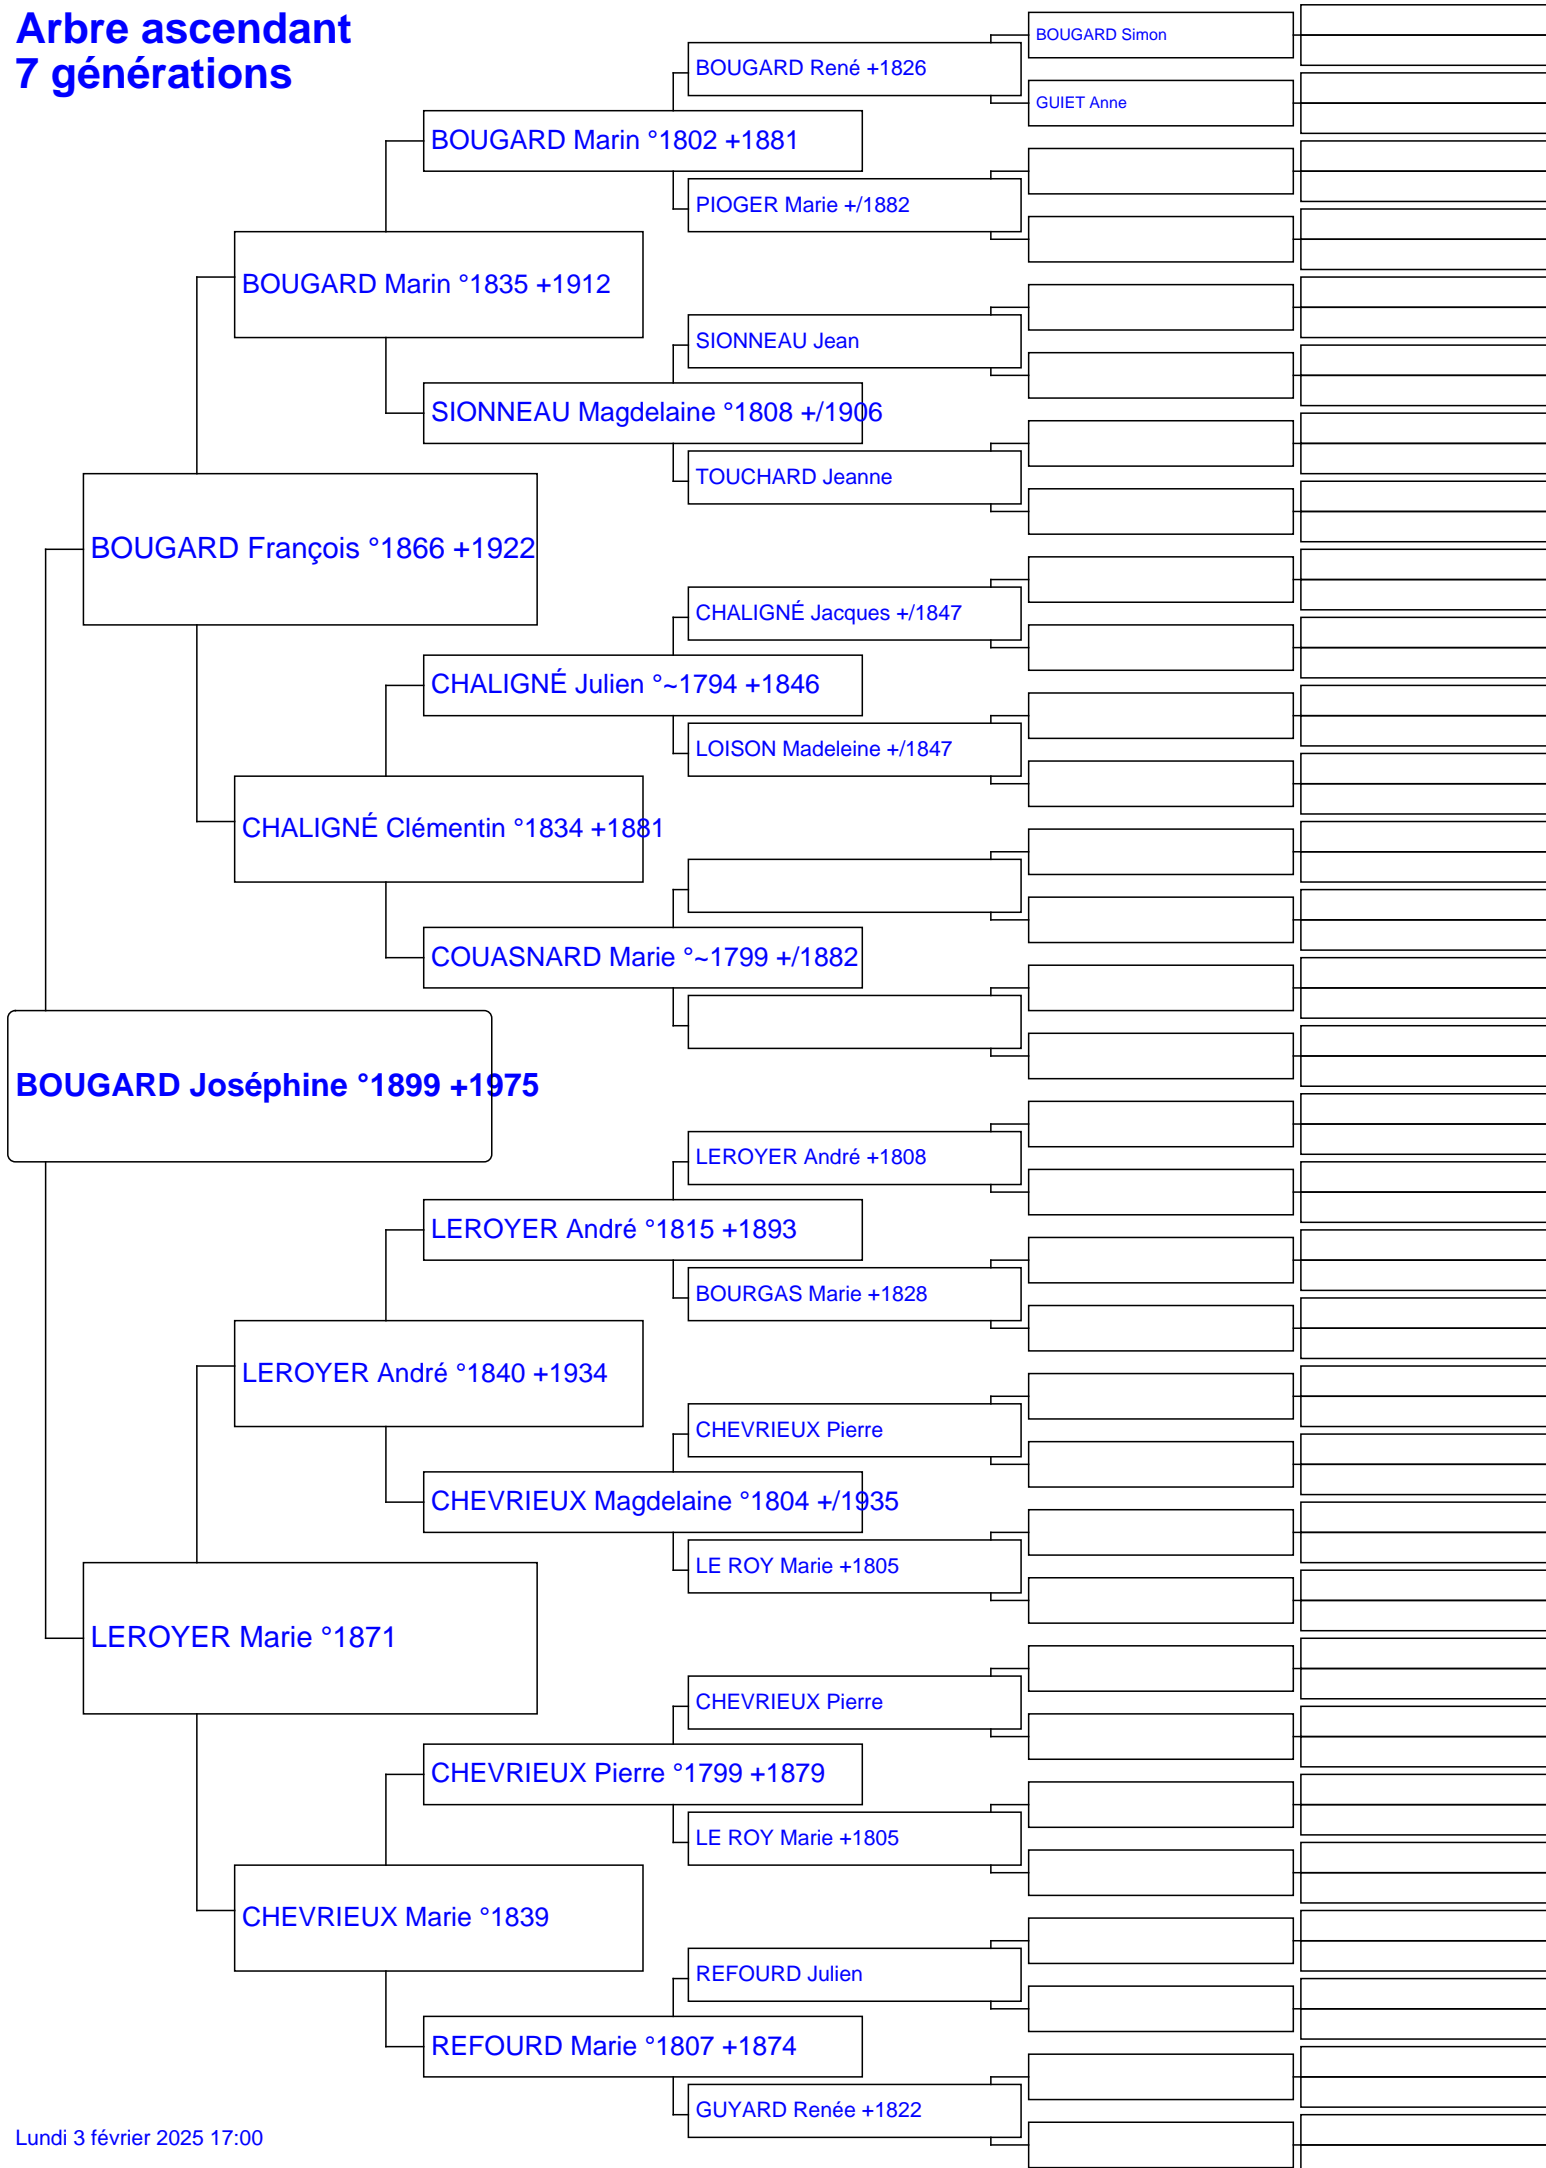 Arbre ascendant
7 générations
BOUGARD Simon
BOUGARD René +1826
GUIET Anne
BOUGARD Marin °1802 +1881
PIOGER Marie +/1882
BOUGARD Marin °1835 +1912
SIONNEAU Jean
SIONNEAU Magdelaine °1808 +/1906
TOUCHARD Jeanne
BOUGARD François °1866 +1922
CHALIGNÉ Jacques +/1847
CHALIGNÉ Julien °~1794 +1846
LOISON Madeleine +/1847
CHALIGNÉ Clémentin °1834 +1881
COUASNARD Marie °~1799 +/1882
BOUGARD Joséphine °1899 +1975
LEROYER André +1808
LEROYER André °1815 +1893
BOURGAS Marie +1828
LEROYER André °1840 +1934
CHEVRIEUX Pierre
CHEVRIEUX Magdelaine °1804 +/1935
LE ROY Marie +1805
LEROYER Marie °1871
CHEVRIEUX Pierre
CHEVRIEUX Pierre °1799 +1879
LE ROY Marie +1805
CHEVRIEUX Marie °1839
REFOURD Julien
REFOURD Marie °1807 +1874
GUYARD Renée +1822
Lundi 3 février 2025 17:00